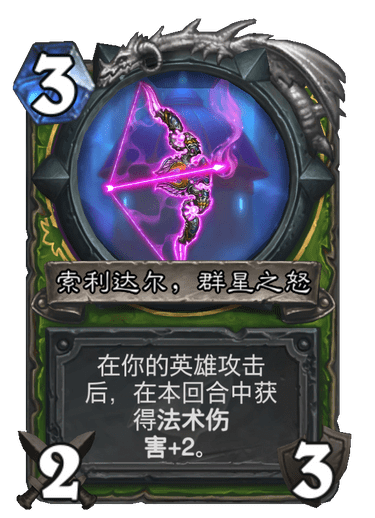 3
索利达尔，群星之怒
在你的英雄攻击
后，在本回合中获
得法术伤
害+2。
2
3